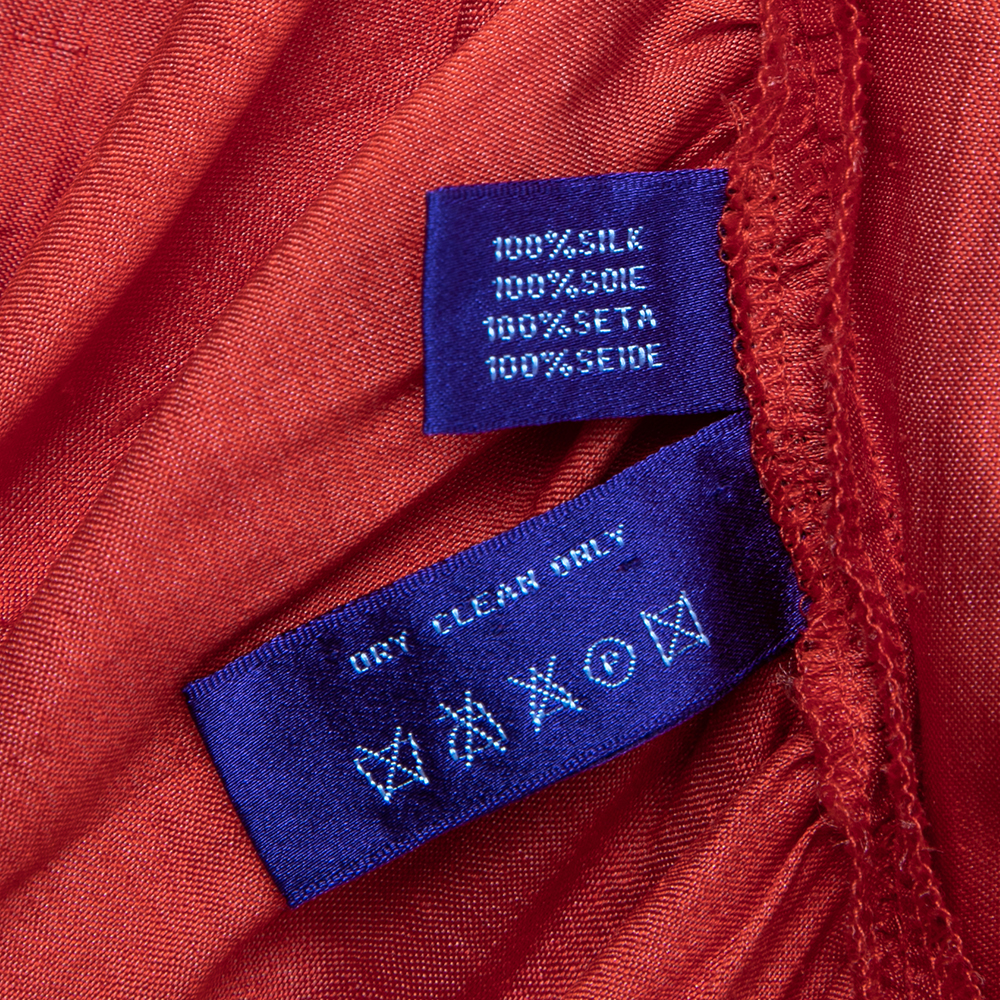 100%SILK
100%SOIE
100%SETA
100%SEIDE
DRY CLEAN ONLY
P